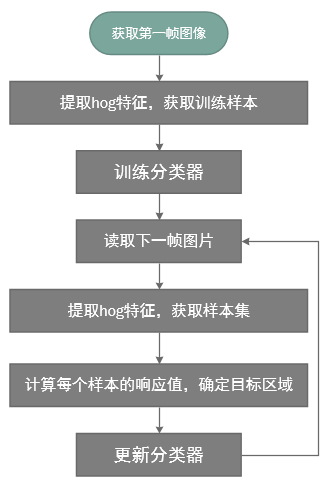 获取第一帧图像
提取hog特征，获取训练样本
训练分类器
读取下一帧图片
提取hog特征，获取样本集
计算每个样本的响应值，确定目标区域
更新分类器